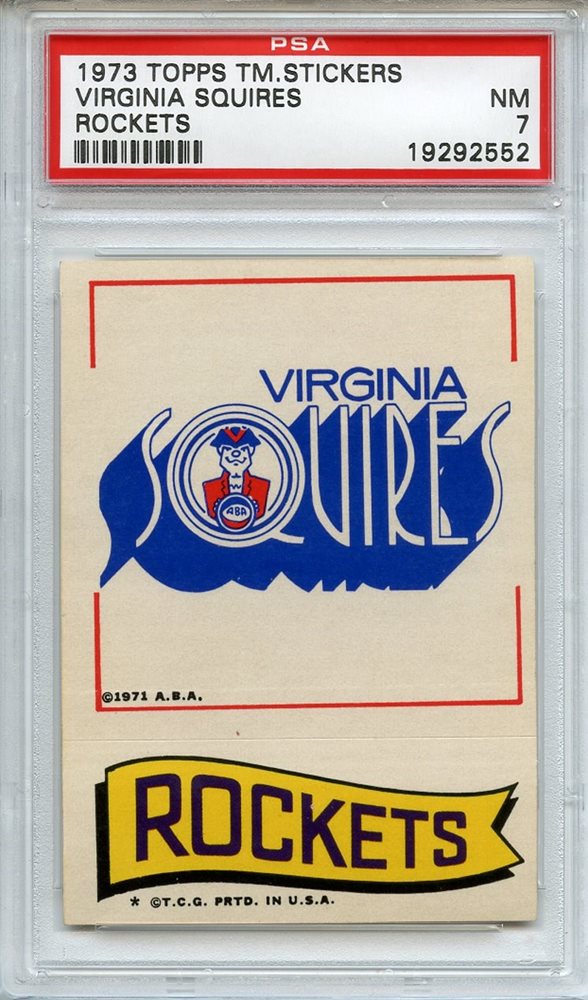 PSA
1973 TOPPS TM.STICKERS
VIRGINIA SQUIRES NM
ROCKETS 7
19292552
VIRGINIA
SQUIRES
ABA
©1971 A.B.A.
ROCKETS
* ©T.C.G. PRTD. IN U.S.A.